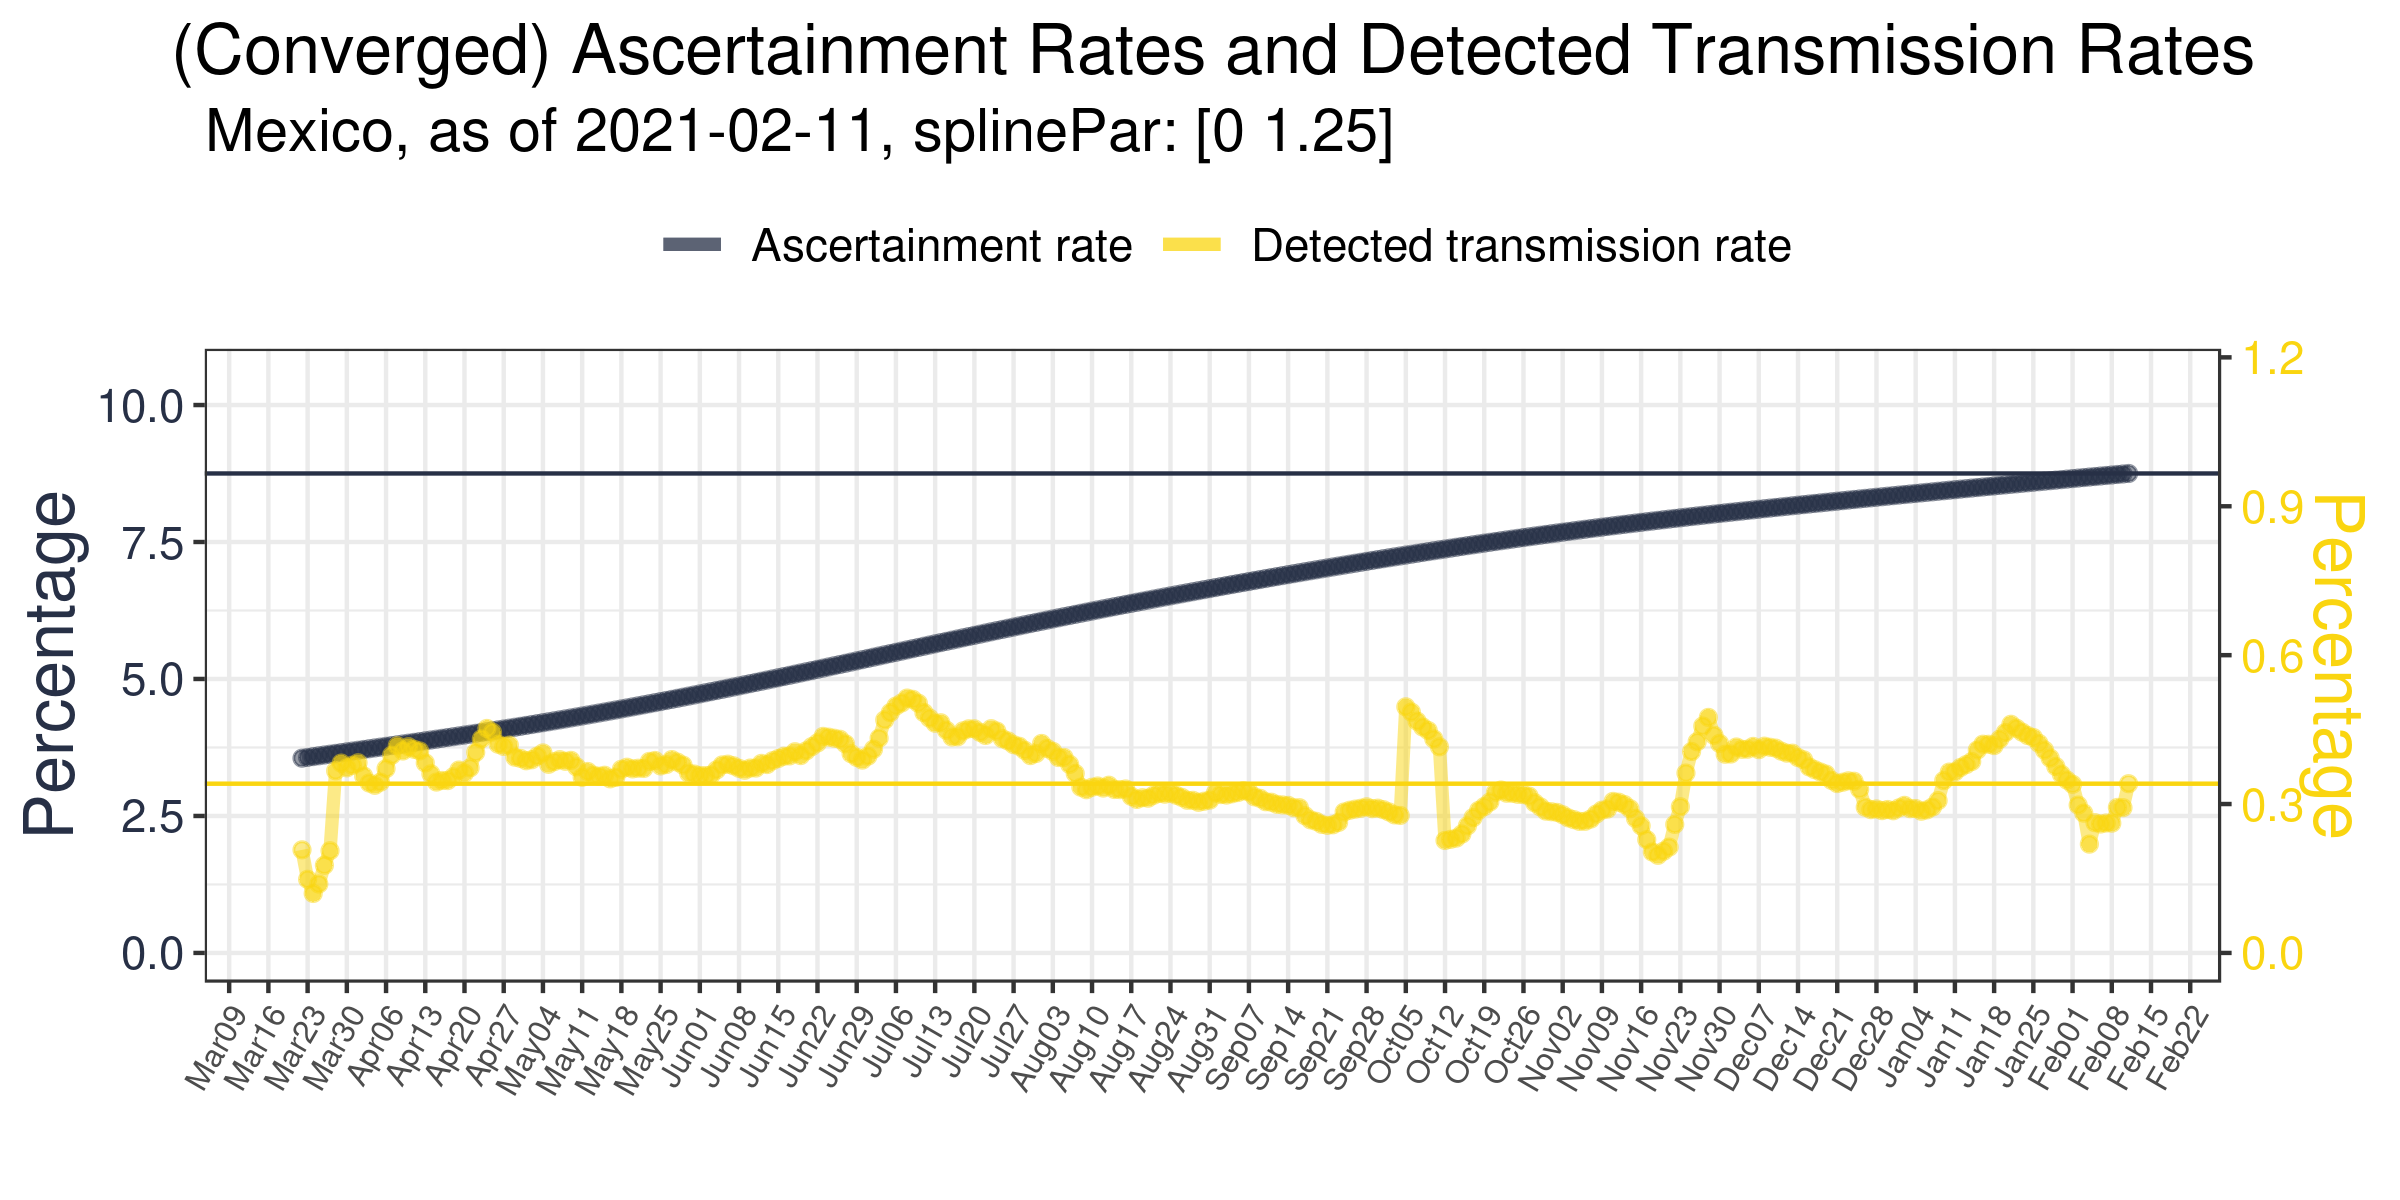 (Converged) Ascertainment Rates and Detected Transmission Rates
Mexico, as of 2021-02-11, splinePar: [0 1.25]
Ascertainment rate
Detected transmission rate
Percentage
10.0
7.5
5.0
2.5
0.0
1.2
0.9
0.6
0.3
0.0
Percentage
Mar09
Mar16
Mar23
Mar30
Apr06
Apr13
Apr20
Apr27
May04
May11
May18
May25
Jun01
Jun08
Jun15
Jun22
Jun29
Jul06
Jul13
Jul20
Jul27
Aug03
Aug10
Aug17
Aug24
Aug31
Sep07
Sep14
Sep21
Sep28
Oct05
Oct12
Oct19
Oct26
Nov02
Nov09
Nov16
Nov23
Nov30
Dec07
Dec14
Dec21
Dec28
Jan04
Jan11
Jan18
Jan25
Feb01
Feb08
Feb15
Feb22